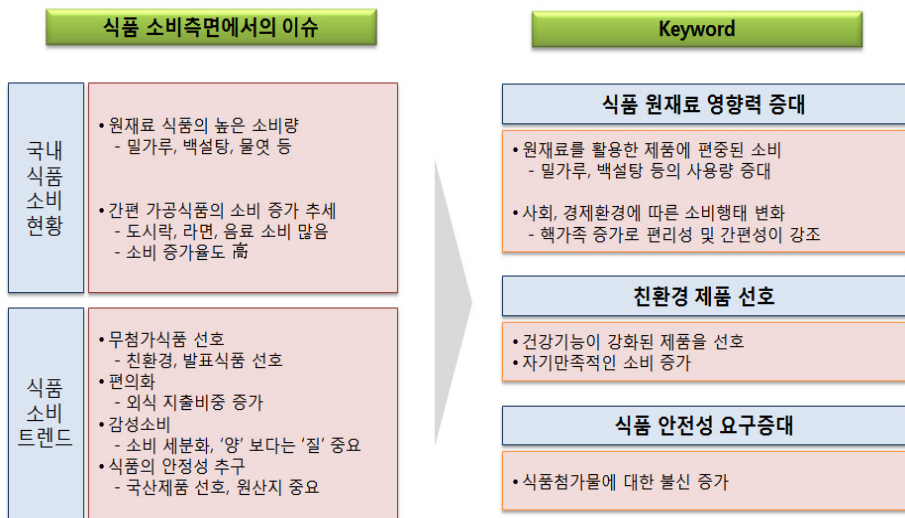 식품 소비측면에서의 이슈
국내
식품
소비
현황
• 원재료 식품의 높은 소비량
- 밀가루, 백설탕, 물엿 등
• 간편 가공식품의 소비 증가 추세
- 도시락, 라면, 음료 소비 많음
- 소비 증가율도 高
식품
소비
트렌드
• 무첨가식품 선호
- 친환경, 발표식품 선호
• 편의화
- 외식 지출비중 증가
• 감성소비
- 소비 세분화, ‘양’ 보다는 ‘질’ 중요
• 식품의 안정성 추구
- 국산제품 선호, 원산지 중요
Keyword
식품 원재료 영향력 증대
• 원재료를 활용한 제품에 편중된 소비
- 밀가루, 백설탕 등의 사용량 증대
• 사회, 경제환경에 따른 소비행태 변화
- 핵가족 증가로 편리성 및 간편성이 강조
친환경 제품 선호
• 건강기능이 강화된 제품을 선호
• 자기만족적인 소비 증가
식품 안전성 요구증대
• 식품첨가물에 대한 불신 증가